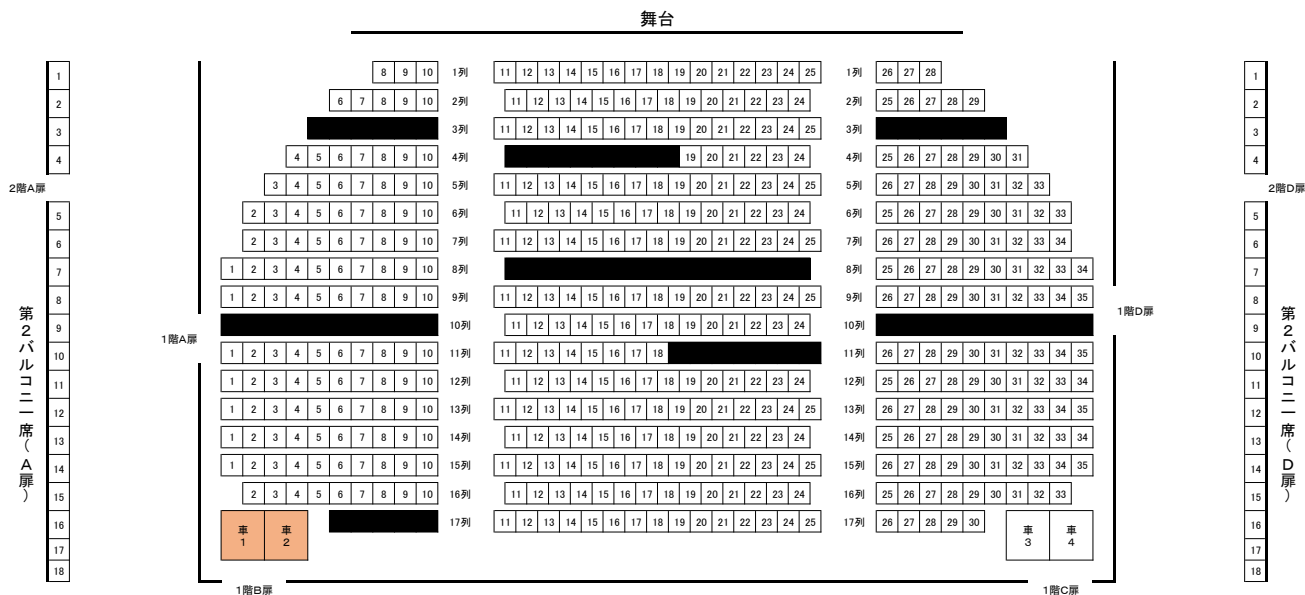 舞台
8 9 10 1列 11 12 13 14 15 16 17 18 19 20 21 22 23 24 25 1列 26 27 28
6 7 8 9 10 2列 11 12 13 14 15 16 17 18 19 20 21 22 23 24 2列 25 26 27 28 29
3列 11 12 13 14 15 16 17 18 19 20 21 22 23 24 25 3列
4 5 6 7 8 9 10 4列 19 20 21 22 23 24 4列 25 26 27 28 29 30 31
3 4 5 6 7 8 9 10 5列 11 12 13 14 15 16 17 18 19 20 21 22 23 24 25 5列 26 27 28 29 30 31 32 33
2 3 4 5 6 7 8 9 10 6列 11 12 13 14 15 16 17 18 19 20 21 22 23 24 6列 25 26 27 28 29 30 31 32 33
2 3 4 5 6 7 8 9 10 7列 11 12 13 14 15 16 17 18 19 20 21 22 23 24 25 7列 26 27 28 29 30 31 32 33 34
1 2 3 4 5 6 7 8 9 10 8列 8列 25 26 27 28 29 30 31 32 33 34
1 2 3 4 5 6 7 8 9 10 9列 11 12 13 14 15 16 17 18 19 20 21 22 23 24 25 9列 26 27 28 29 30 31 32 33 34 35
10列 11 12 13 14 15 16 17 18 19 20 21 22 23 24 10列
1 2 3 4 5 6 7 8 9 10 11列 11 12 13 14 15 16 17 18 11列 26 27 28 29 30 31 32 33 34 35
1 2 3 4 5 6 7 8 9 10 12列 11 12 13 14 15 16 17 18 19 20 21 22 23 24 12列 25 26 27 28 29 30 31 32 33 34
1 2 3 4 5 6 7 8 9 10 13列 11 12 13 14 15 16 17 18 19 20 21 22 23 24 25 13列 26 27 28 29 30 31 32 33 34 35
1 2 3 4 5 6 7 8 9 10 14列 11 12 13 14 15 16 17 18 19 20 21 22 23 24 14列 25 26 27 28 29 30 31 32 33 34
1 2 3 4 5 6 7 8 9 10 15列 11 12 13 14 15 16 17 18 19 20 21 22 23 24 25 15列 26 27 28 29 30 31 32 33 34 35
2 3 4 5 6 7 8 9 10 16列 11 12 13 14 15 16 17 18 19 20 21 22 23 24 16列 25 26 27 28 29 30 31 32 33
車1 車2 17列 11 12 13 14 15 16 17 18 19 20 21 22 23 24 25 17列 26 27 28 29 30 車3 車4
1
2
3
4
2階A扉
5
6
7
8
9
10
11
12
13
14
15
16
17
18
第2バルコニー席(A扉)
1階A扉
1階B扉
1階C扉
1階D扉
1
2
3
4
2階D扉
5
6
7
8
9
10
11
12
13
14
15
16
17
18
第2バルコニー席(D扉)